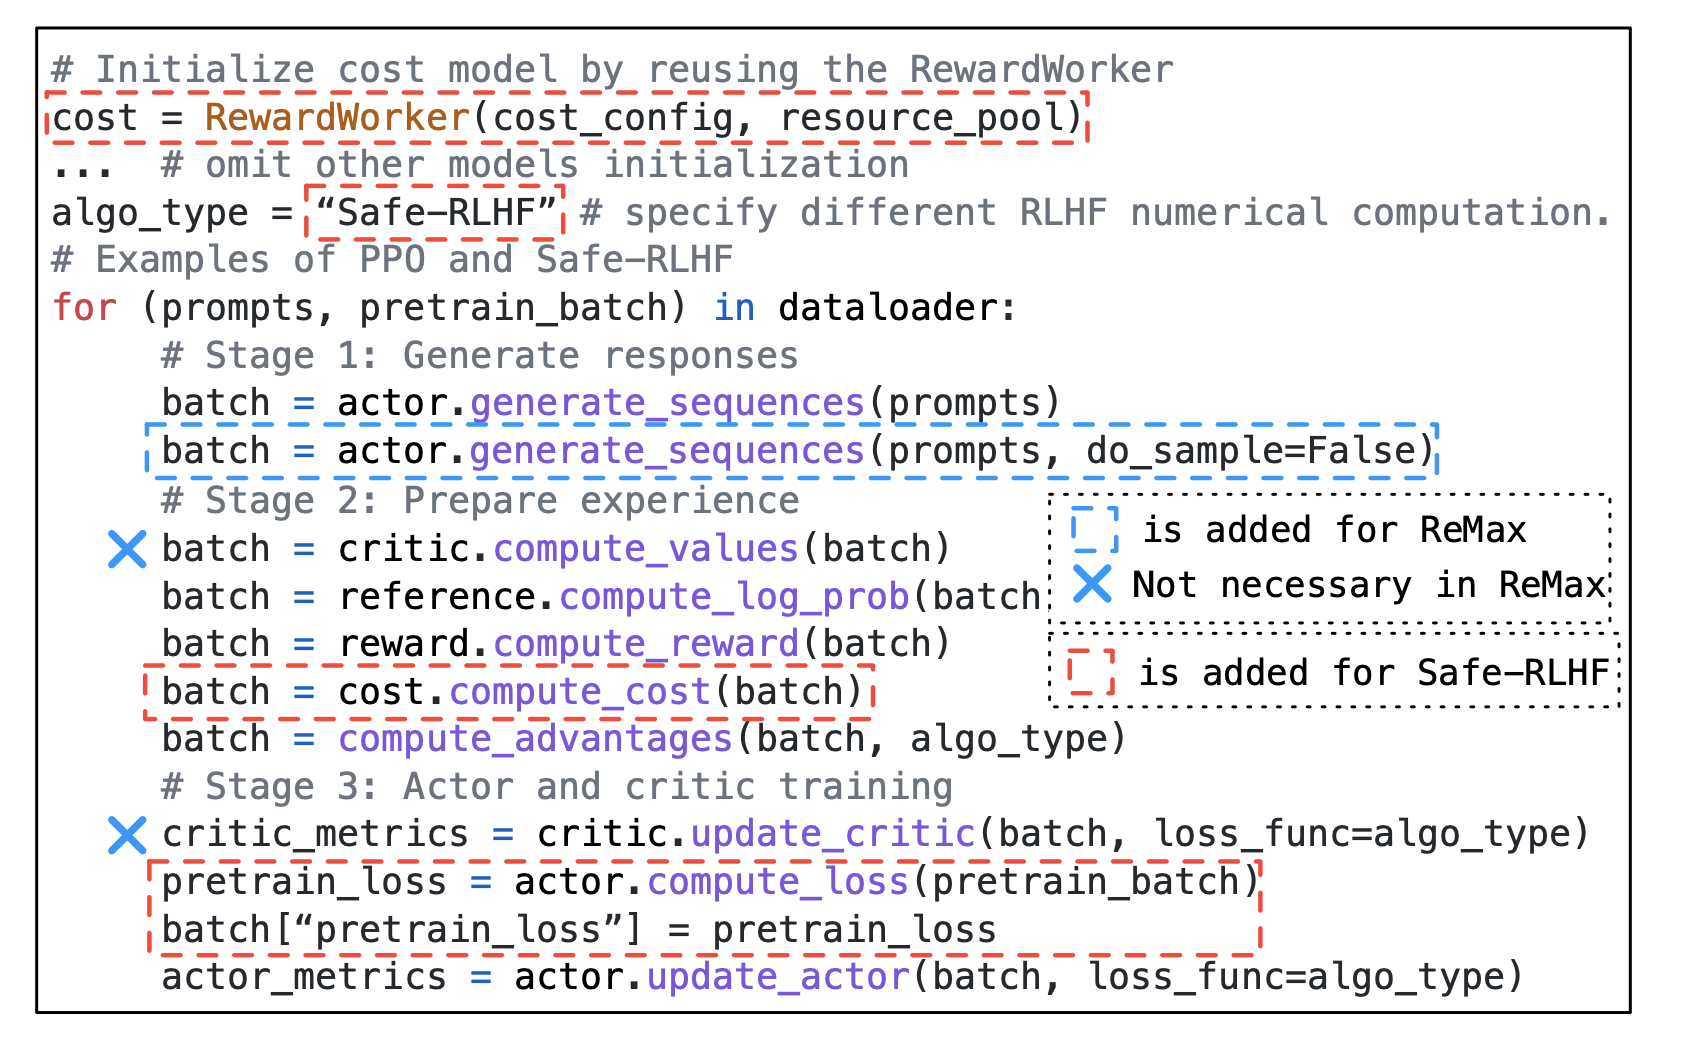 # Initialize cost model by reusing the RewardWorker
cost = RewardWorker(cost_config, resource_pool)
...  # omit other models initialization
algo_type = “Safe-RLHF” # specify different RLHF numerical computation.
# Examples of PPO and Safe-RLHF
for (prompts, pretrain_batch) in dataloader:
     # Stage 1: Generate responses
     batch = actor.generate_sequences(prompts)
     batch = actor.generate_sequences(prompts, do_sample=False)
     # Stage 2: Prepare experience
     batch = critic.compute_values(batch)
     batch = reference.compute_log_prob(batch
     batch = reward.compute_reward(batch)
     batch = cost.compute_cost(batch)
     batch = compute_advantages(batch, algo_type)
     # Stage 3: Actor and critic training
     critic_metrics = critic.update_critic(batch, loss_func=algo_type)
     pretrain_loss = actor.compute_loss(pretrain_batch)
     batch[“pretrain_loss”] = pretrain_loss
     actor_metrics = actor.update_actor(batch, loss_func=algo_type)
is added for ReMax
Not necessary in ReMax
is added for Safe-RLHF